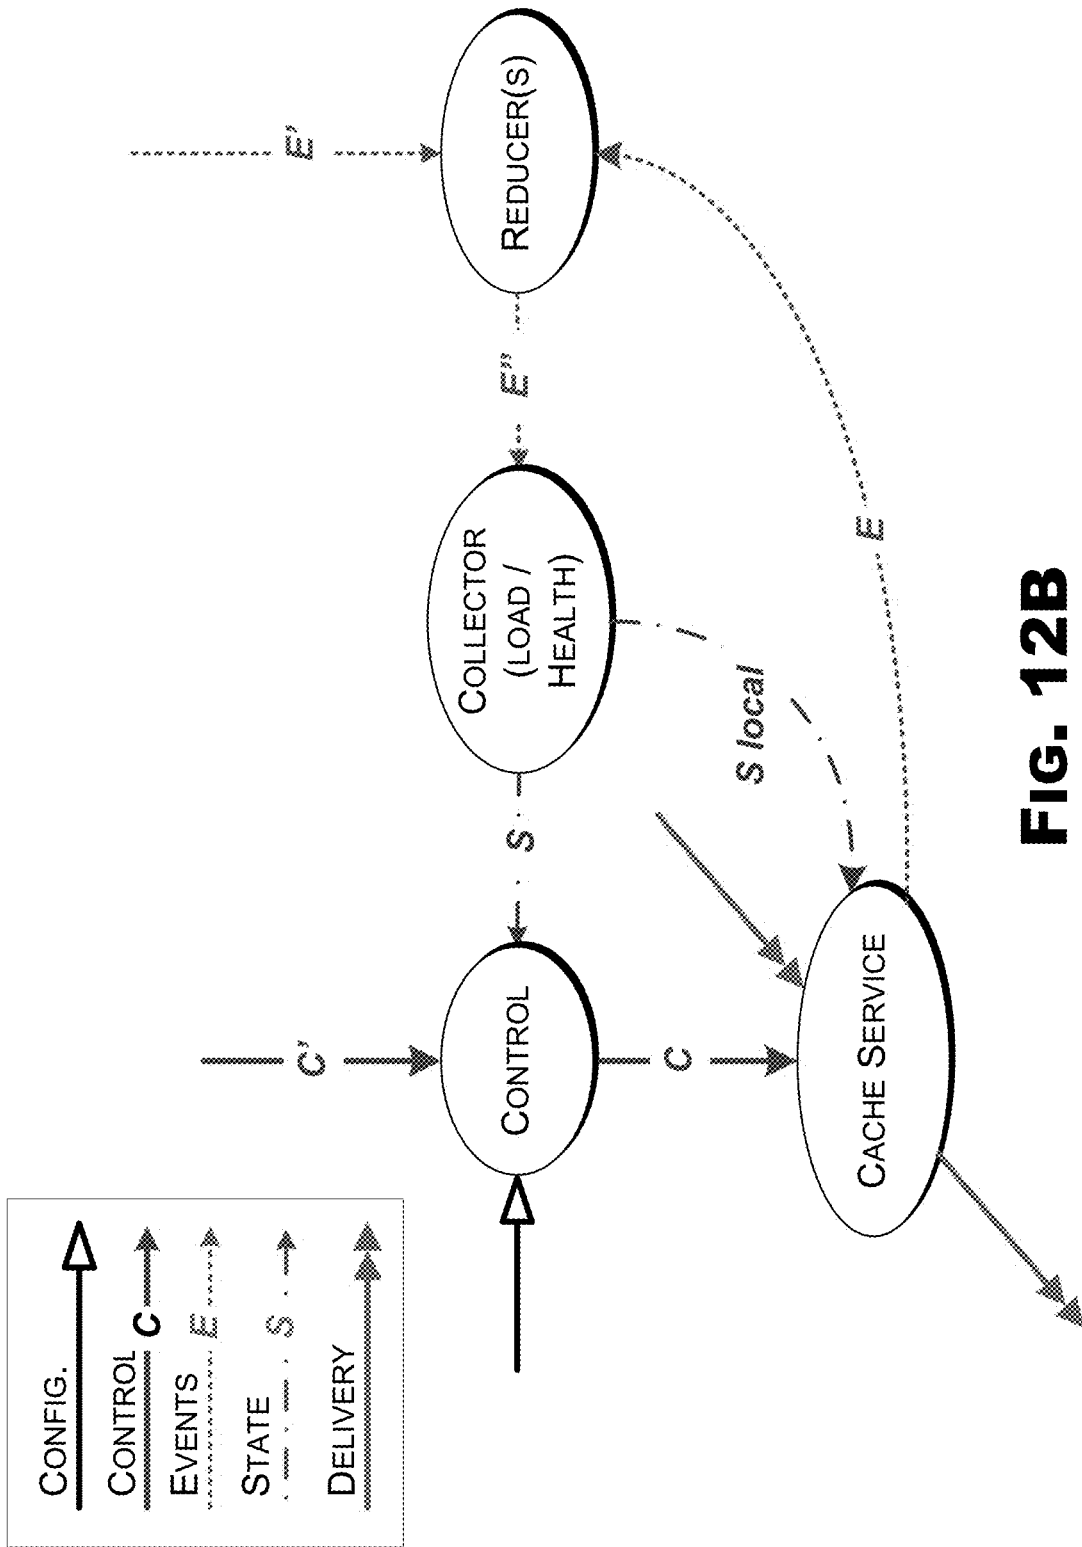 CONFIG.
CONTROL
C
EVENTS
E
STATE
S
DELIVERY
C'
E'
CONTROL
S
COLLECTOR
(LOAD /
HEALTH)
E''
REDUCER(S)
C
S local
CACHE SERVICE
E
FIG. 12B